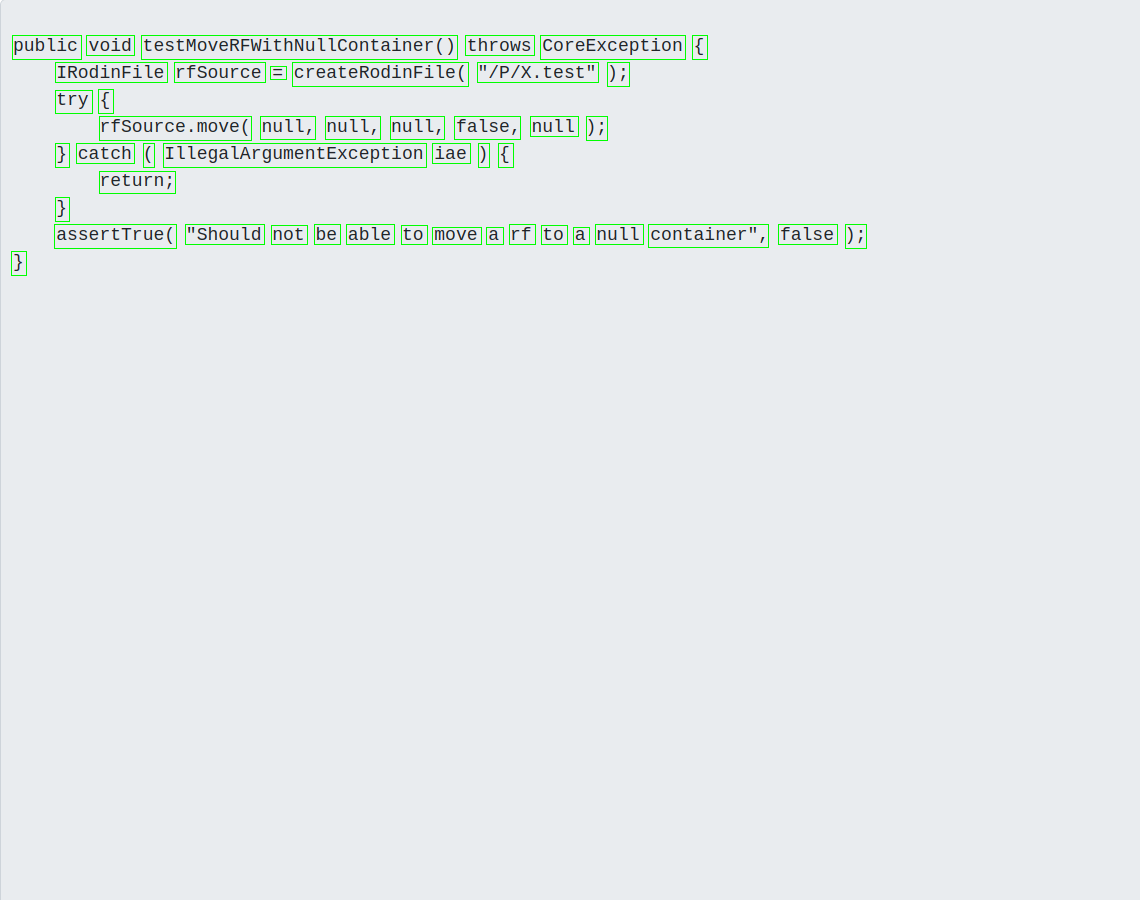 public void testMoveRFWithNullContainer() throws CoreException {
    IRodinFile rfSource = createRodinFile( "/P/X.test" );
    try {
        rfSource.move( null, null, null, false, null );
    } catch ( IllegalArgumentException iae ) {
        return;
    }
    assertTrue( "Should not be able to move a rf to a null container", false );
}